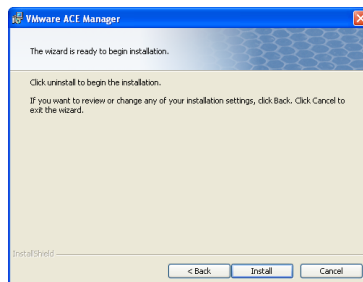 VMware ACE Manager
The wizard is ready to begin installation.
Click uninstall to begin the installation.
If you want to review or change any of your installation settings, click Back. Click Cancel to
exit the wizard.
InstallShield
< Back
Install
Cancel